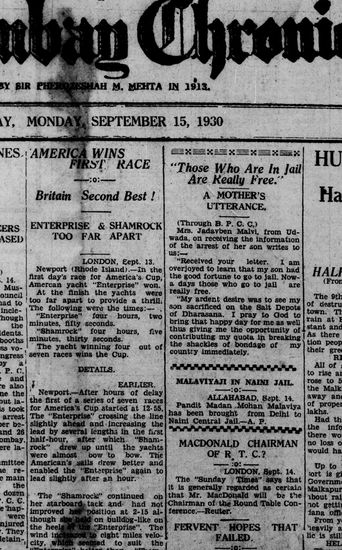 mbay Chroni
BY SIR PHEROZESHAH M. MEHTA IN 1913.
AY, MONDAY, SEPTEMBER 15, 1930
NES
AMERICA WINS
FIRST RACE
—:o:—
Britain Second Best !
ENTERPRISE & SHAMROCK
TOO FAR APART
LONDON, Sept. 13.
Newport (Rhode Island).—In the
first day's race for America's Cup,
American yacht "Enterprise" won.
At the finish the yachts were
too far apart to provide a thrill.
The following were the times:—
"Enterprise" four hours, two
minutes, fifty seconds.
"Shamrock" four hours, five
minutes, thirty seconds.
The yacht winning four out of
seven races wins the Cup.
DETAILS.
EARLIER.
Newport.—After hours of delay
the first of a series of seven races
for America's Cup started at 12-55.
The "Enterprise" crossing the line
slightly ahead and increasing the
lead by several lengths in the first
half-hour, after which "Sham-
rock" drew up until the yachts
were almost bow to bow. The
American's sails drew better and
enabled the "Enterprise" again to
lead slightly after an hour.
The "Shamrock" continued on
her starboard tack and had not
improved her position at 2-15 al-
though she held on bulldog-like on
the heels of the "Enterprise". The
wind increased to eight miles velo-
city, which seemed to suit the
"Those Who Are In Jail
Are Really Free."
A MOTHER'S
UTTERANCE.
(Through B. P. C. C.)
Mrs. Jadavben Malvi, from Ud-
wada, on receiving the information
of the arrest of her son writes to
us:—
"Received your letter. I am
overjoyed to learn that my son had
the good fortune to go to jail. Now-
a days those who go to jail are
really free.
"My ardent desire was to see my
son sacrificed on the Salt Depots
of Dharasana. I pray to God to
bring that happy day for me as well
thus giving me the opportunity of
contributing my quota in breaking
the shackles of bondage of my
country immediately.
MALAVIYAJI IN NAINI JAIL.
—:o:—
ALLAHABAD, Sept. 14.
Pandit Madan Mohan Malaviya
has been brought from Delhi to
Naini Central Jail—A. P.
MACDONALD CHAIRMAN
OF R. T. C.?
—:o:—
LONDON, Sept. 14.
The "Sunday Times" says that
it is generally regarded as certain
that Mr. MacDonald will be the
Chairman of the Round Table Con-
ference.—Reuter.
FERVENT HOPES THAT
FAILED.
HU
Ha
HALI